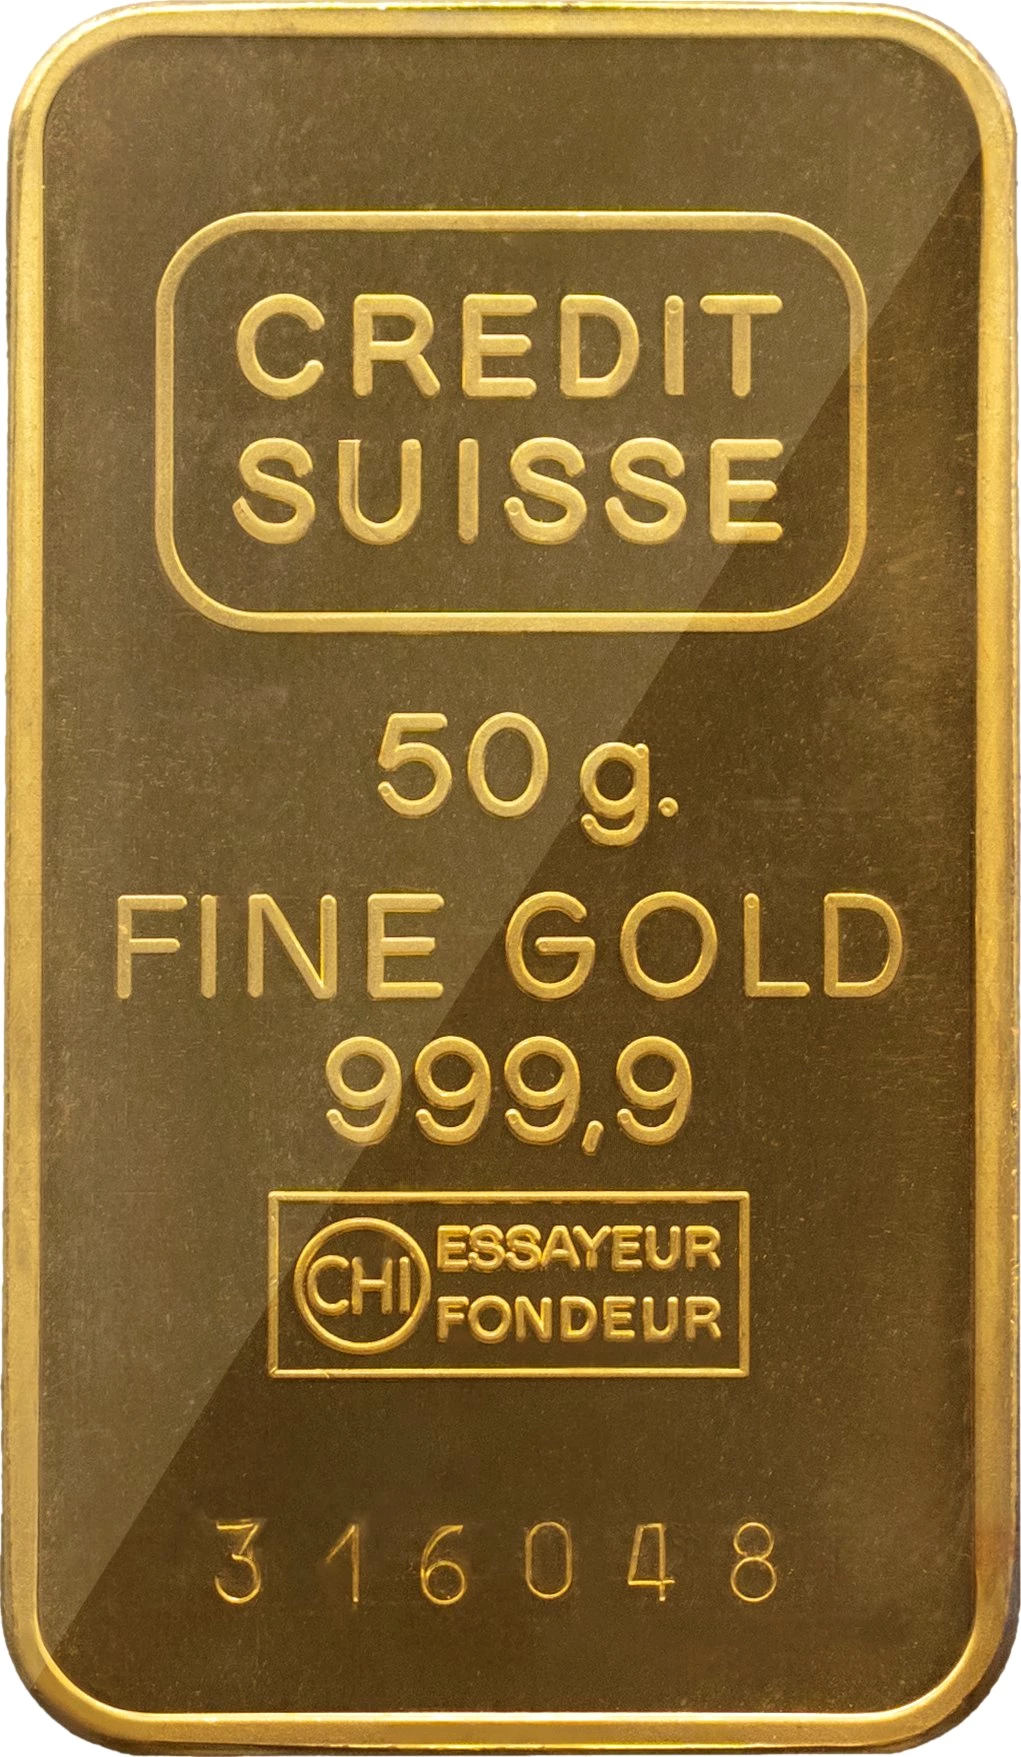 CREDIT
SUISSE
50 g.
FINE GOLD
999,9
CHI ESSAYEUR
FONDEUR
316048